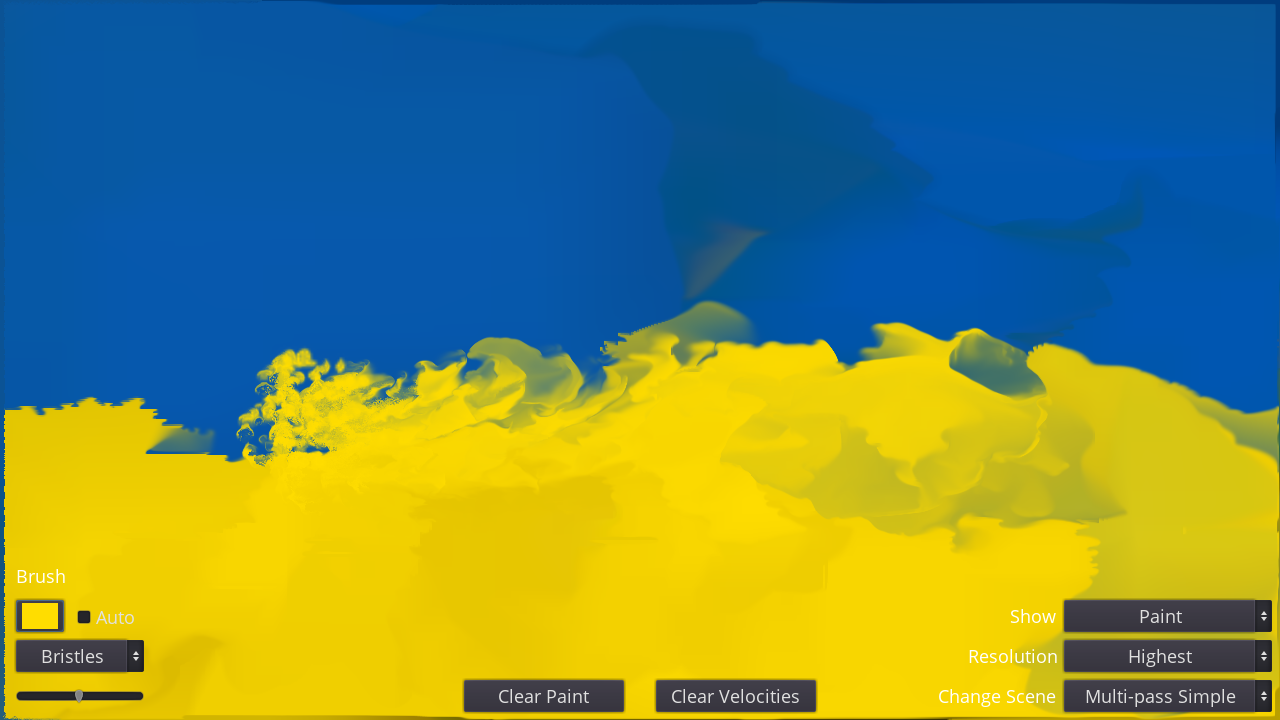 Brush
Auto
Bristles
Clear Paint
Clear Velocities
Show Paint
Resolution Highest
Change Scene Multi-pass Simple